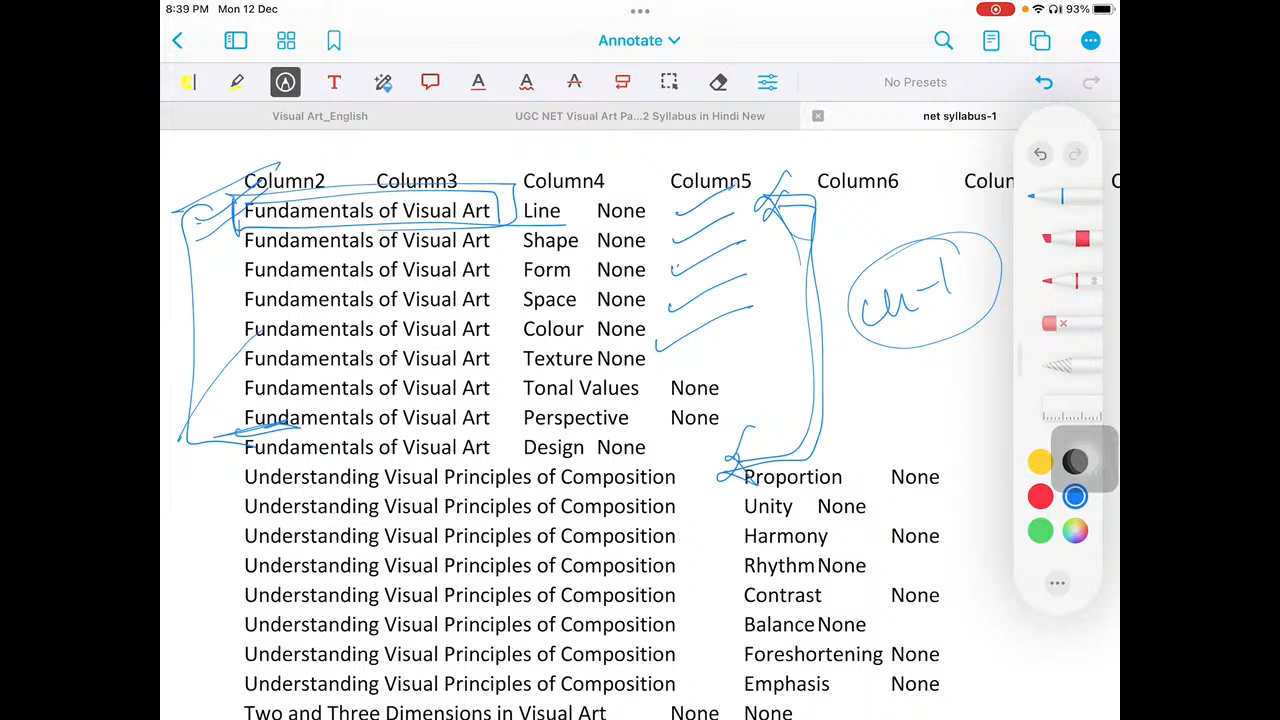 8:39 PM Mon 12 Dec 93%
Annotate
T A A A No Presets
Visual Art_English UGC NET Visual Art Pa...2 Syllabus in Hindi New net syllabus-1
Column2 Column3 Column4 Column5 Column6 Colun C
Fundamentals of Visual Art Line None
Fundamentals of Visual Art Shape None
Fundamentals of Visual Art Form None
Fundamentals of Visual Art Space None
Fundamentals of Visual Art Colour None
Fundamentals of Visual Art Texture None
Fundamentals of Visual Art Tonal Values None
Fundamentals of Visual Art Perspective None
Fundamentals of Visual Art Design None
Understanding Visual Principles of Composition Proportion None
Understanding Visual Principles of Composition Unity None
Understanding Visual Principles of Composition Harmony None
Understanding Visual Principles of Composition Rhythm None
Understanding Visual Principles of Composition Contrast None
Understanding Visual Principles of Composition Balance None
Understanding Visual Principles of Composition Foreshortening None
Understanding Visual Principles of Composition Emphasis None
Two and Three Dimensions in Visual Art None None